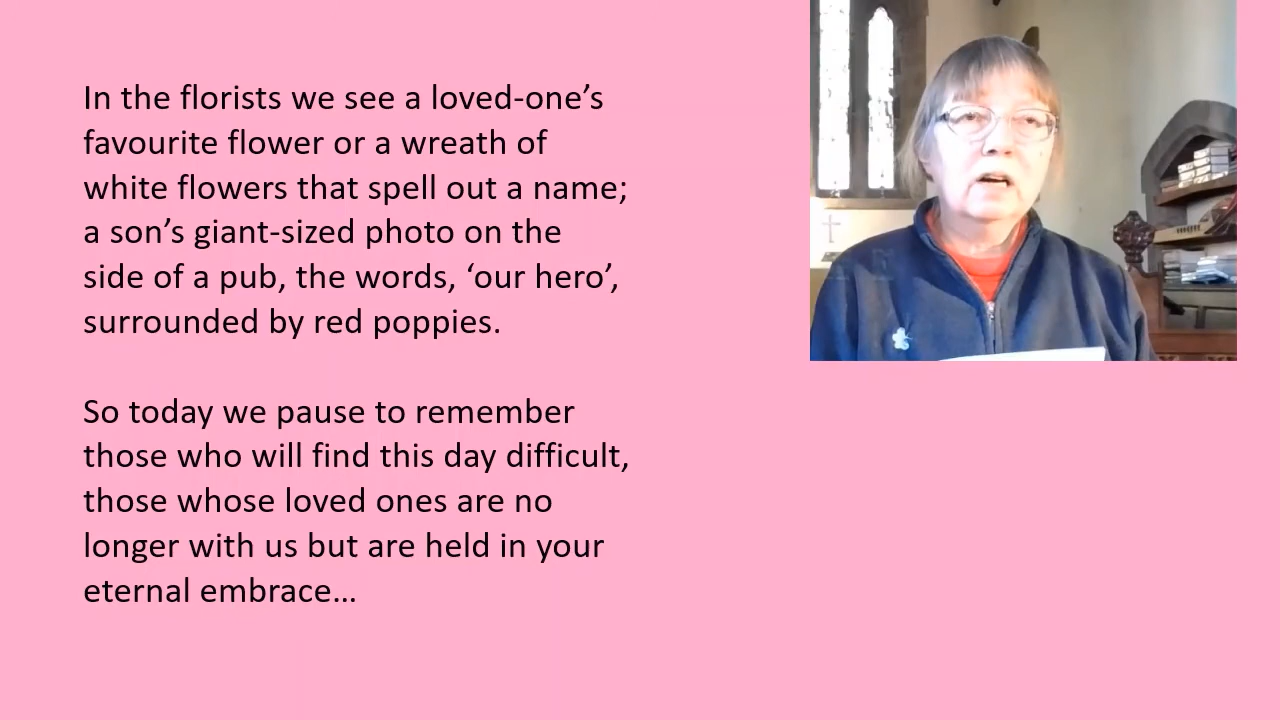 In the florists we see a loved-one’s
favourite flower or a wreath of
white flowers that spell out a name;
a son’s giant-sized photo on the
side of a pub, the words, ‘our hero’,
surrounded by red poppies.
So today we pause to remember
those who will find this day difficult,
those whose loved ones are no
longer with us but are held in your
eternal embrace…